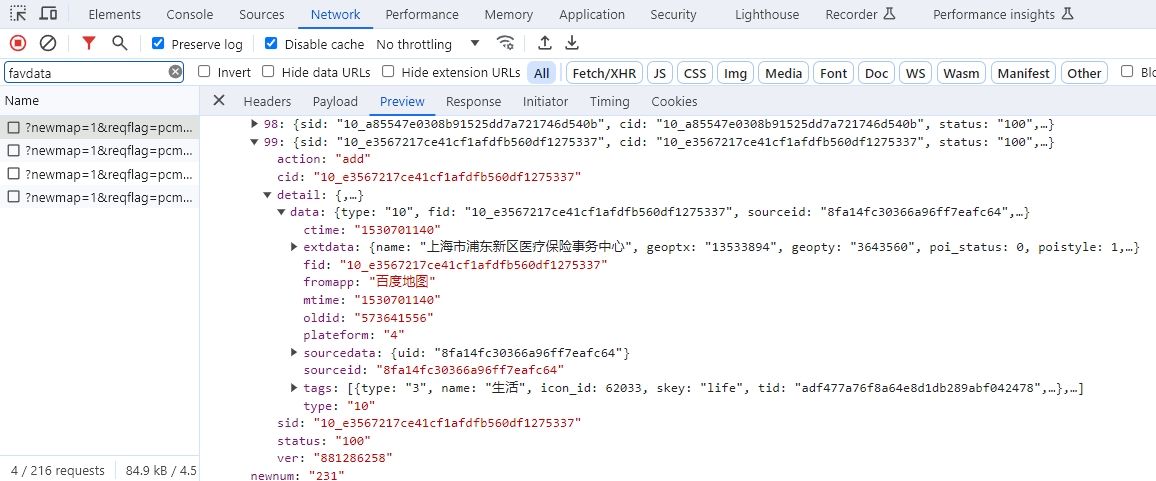 Elements Console Sources Network Performance Memory Application Security Lighthouse Recorder Performance insights
Preserve log Disable cache No throttling
favdata Invert Hide data URLs Hide extension URLs All Fetch/XHR JS CSS Img Media Font Doc WS Wasm Manifest Other Blo
Name Headers Payload Preview Response Initiator Timing Cookies
?newmap=1&reqflag=pcm...
?newmap=1&reqflag=pcm...
?newmap=1&reqflag=pcm...
?newmap=1&reqflag=pcm...
98: {sid: "10_a85547e0308b91525dd7a721746d540b", cid: "10_a85547e0308b91525dd7a721746d540b", status: "100",…}
99: {sid: "10_e3567217ce41cf1afdfb560df1275337", cid: "10_e3567217ce41cf1afdfb560df1275337", status: "100",…}
action: "add"
cid: "10_e3567217ce41cf1afdfb560df1275337"
detail: {,…}
data: {type: "10", fid: "10_e3567217ce41cf1afdfb560df1275337", sourceid: "8fa14fc30366a96ff7eafc64",…}
ctime: "1530701140"
extdata: {name: "上海市浦东新区医疗保险事务中心", geoptx: "13533894", geopty: "3643560", poi_status: 0, poistyle: 1,…}
fid: "10_e3567217ce41cf1afdfb560df1275337"
fromapp: "百度地图"
mtime: "1530701140"
oldid: "573641556"
plateform: "4"
sourcedata: {uid: "8fa14fc30366a96ff7eafc64"}
sourceid: "8fa14fc30366a96ff7eafc64"
tags: [{type: "3", name: "生活", icon_id: 62033, skey: "life", tid: "adf477a76f8a64e8d1db289abf042478",…},…]
type: "10"
sid: "10_e3567217ce41cf1afdfb560df1275337"
status: "100"
ver: "881286258"
newnum: "231"
4 / 216 requests 84.9 kB / 4.5